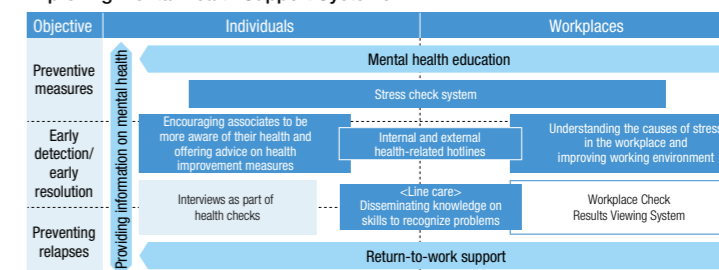 Objective
Individuals
Workplaces
Preventive
measures
Early
detection/
early
resolution
Preventing
relapses
Providing information on mental health
Mental health education
Stress check system
Encouraging associates to be
more aware of their health and
offering advice on health
improvement measures
Internal and external
health-related hotlines
Understanding the causes of stress
in the workplace and
improving working environment
Interviews as part of
health checks
<Line care>
Disseminating knowledge on
skills to recognize problems
Workplace Check
Results Viewing System
Return-to-work support